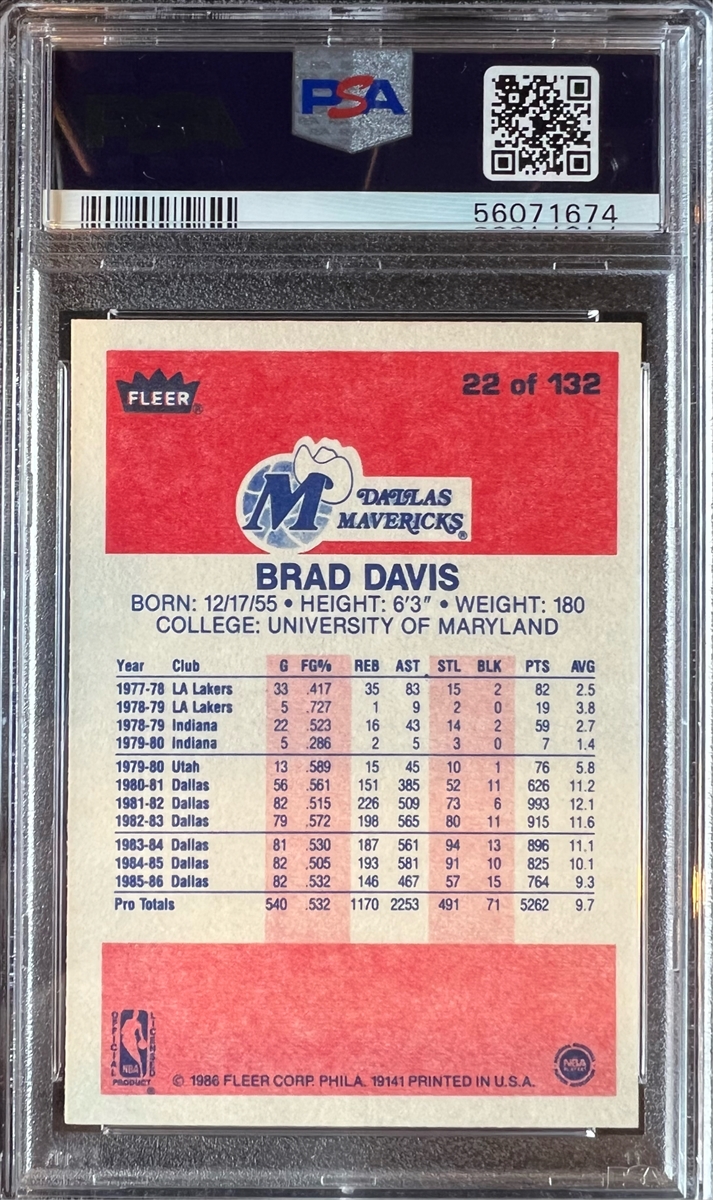 PSA
56071674
FLEER®
22 of 132
M DALLAS
MAVERICKS®
BRAD DAVIS
BORN: 12/17/55 • HEIGHT: 6'3" • WEIGHT: 180
COLLEGE: UNIVERSITY OF MARYLAND
Year Club G FG% REB AST STL BLK PTS AVG
1977-78 LA Lakers 33 .417 35 83 15 2 82 2.5
1978-79 LA Lakers 5 .727 1 9 2 0 19 3.8
1978-79 Indiana 22 .523 16 43 14 2 59 2.7
1979-80 Indiana 5 .286 2 5 3 0 7 1.4
1979-80 Utah 13 .589 15 45 10 1 76 5.8
1980-81 Dallas 56 .561 151 385 52 11 626 11.2
1981-82 Dallas 82 .515 226 509 73 6 993 12.1
1982-83 Dallas 79 .572 198 565 80 11 915 11.6
1983-84 Dallas 81 .530 187 561 94 13 896 11.1
1984-85 Dallas 82 .505 193 581 91 10 825 10.1
1985-86 Dallas 82 .532 146 467 57 15 764 9.3
Pro Totals 540 .532 1170 2253 491 71 5262 9.7
OFFICIAL
LICENSED
NBA
PRODUCT ®
NBA
© 1986 FLEER CORP. PHILA. 19141 PRINTED IN U.S.A.